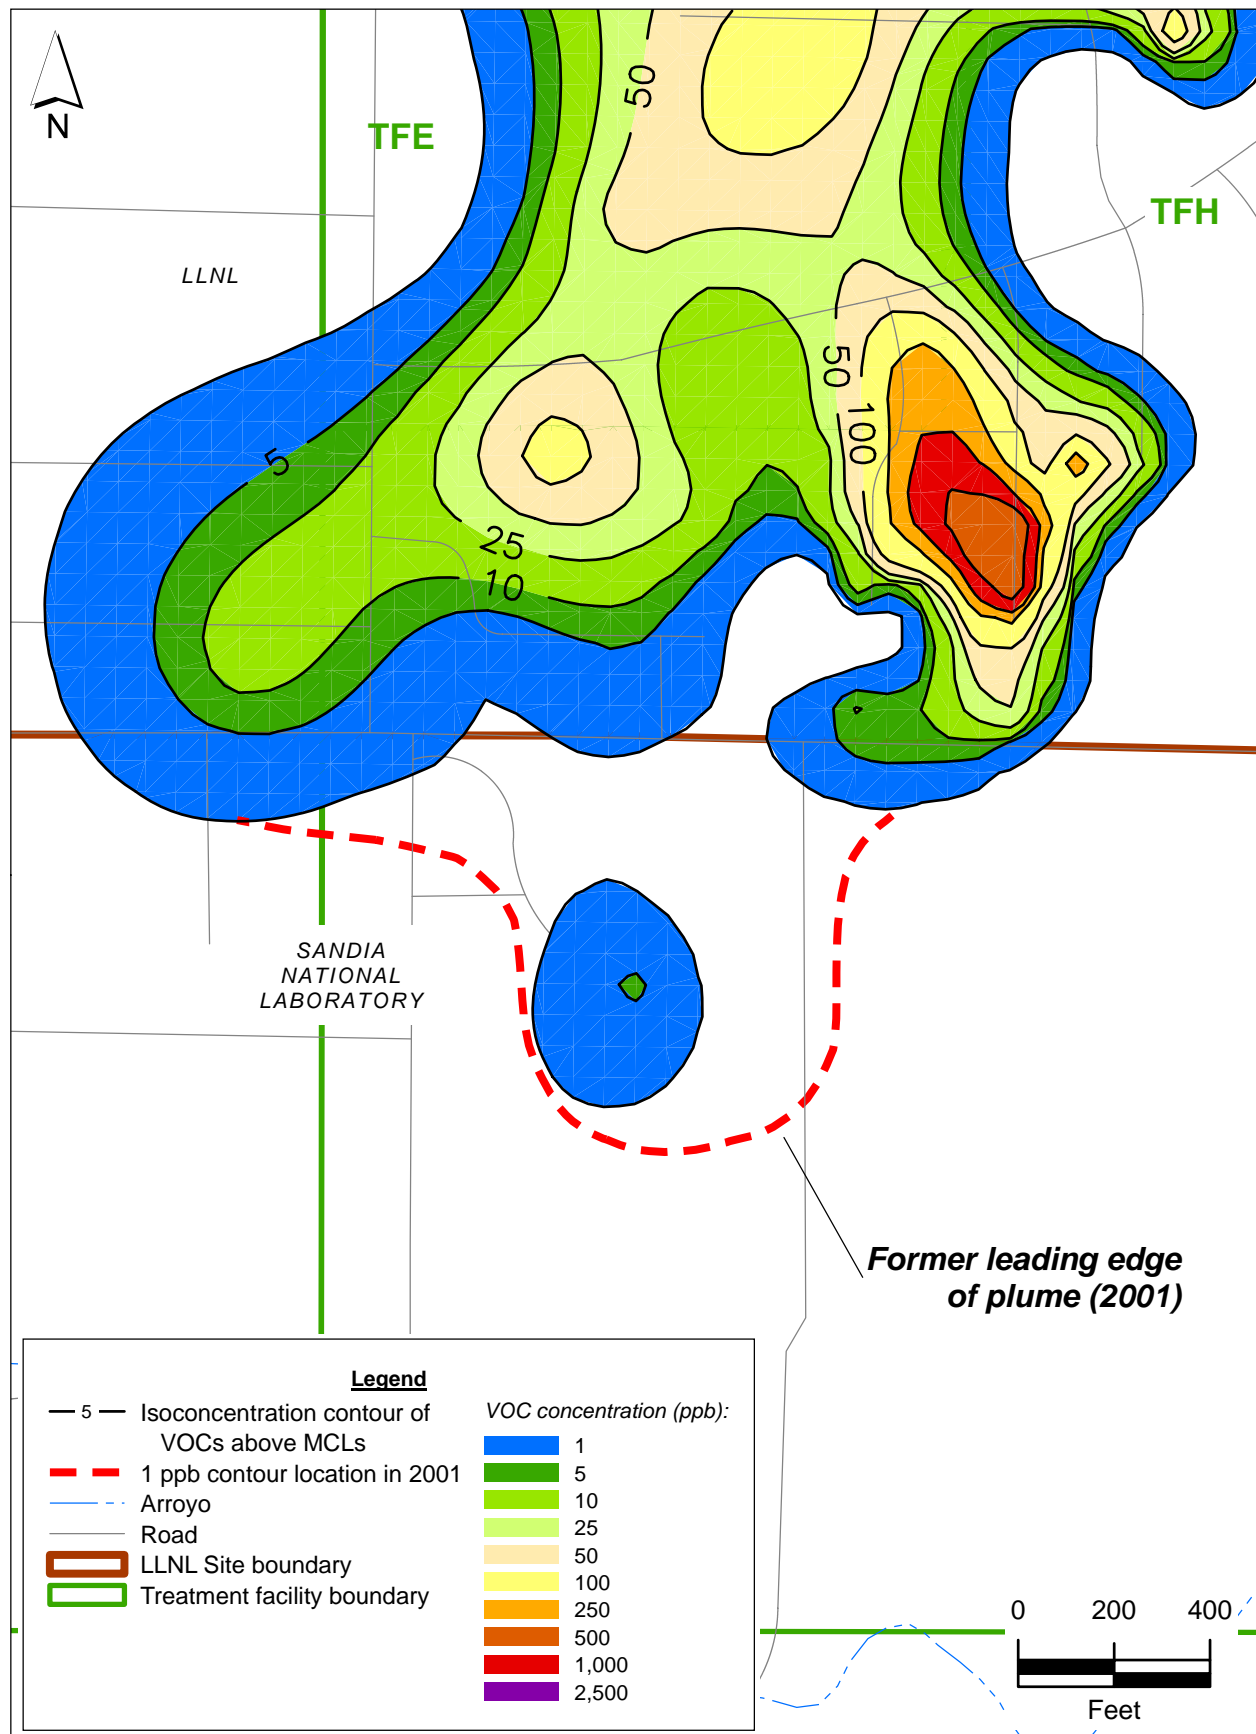 50
N
TFE
TFH
LLNL
50
100
5
25
10
SANDIA
NATIONAL
LABORATORY
Former leading edge
of plume (2001)
Legend
5
Isoconcentration contour of
VOCs above MCLs
1 ppb contour location in 2001
Arroyo
Road
LLNL Site boundary
Treatment facility boundary
VOC concentration (ppb):
1
5
10
25
50
100
250
500
1,000
2,500
0 200 400
Feet